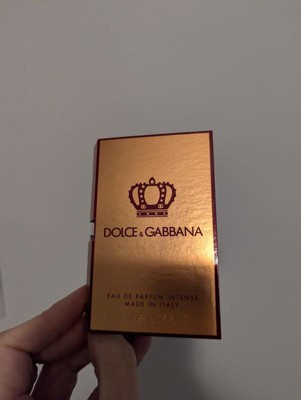 DOLCE & GABBANA
EAU DE PARFUM INTENSE
MADE IN ITALY